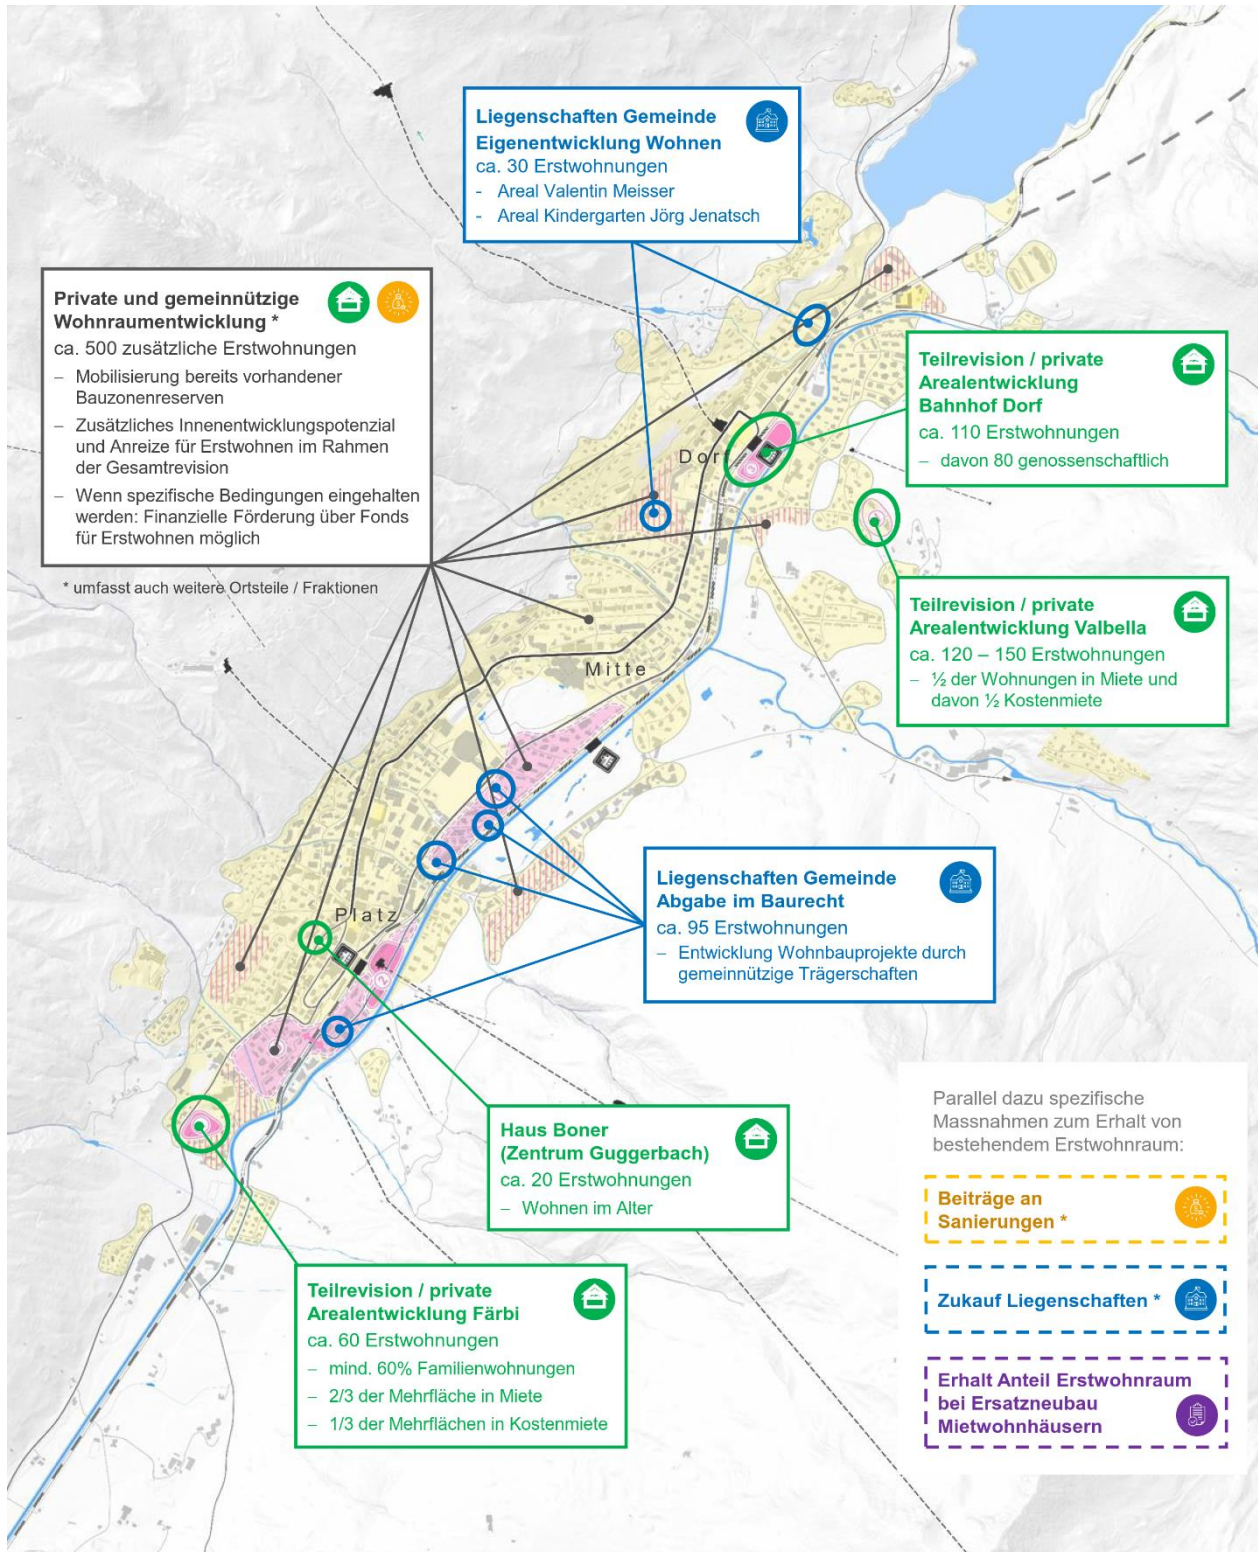 Liegenschaften Gemeinde
Eigenentwicklung Wohnen
ca. 30 Erstwohnungen
- Areal Valentin Meisser
- Areal Kindergarten Jörg Jenatsch
Private und gemeinnützige
Wohnraumentwicklung *
ca. 500 zusätzliche Erstwohnungen
– Mobilisierung bereits vorhandener
Bauzonenreserven
– Zusätzliches Innenentwicklungspotenzial
und Anreize für Erstwohnen im Rahmen
der Gesamtrevision
– Wenn spezifische Bedingungen eingehalten
werden: Finanzielle Förderung über Fonds
für Erstwohnen möglich
* umfasst auch weitere Ortsteile / Fraktionen
Teilrevision / private
Arealentwicklung
Bahnhof Dorf
ca. 110 Erstwohnungen
– davon 80 genossenschaftlich
Dorf
Teilrevision / private
Arealentwicklung Valbella
ca. 120 – 150 Erstwohnungen
– ½ der Wohnungen in Miete und
davon ½ Kostenmiete
Mitte
Liegenschaften Gemeinde
Abgabe im Baurecht
ca. 95 Erstwohnungen
– Entwicklung Wohnbauprojekte durch
gemeinnützige Trägerschaften
Platz
2
Haus Boner
(Zentrum Guggerbach)
ca. 20 Erstwohnungen
– Wohnen im Alter
Teilrevision / private
Arealentwicklung Färbi
ca. 60 Erstwohnungen
– mind. 60% Familienwohnungen
– 2/3 der Mehrfläche in Miete
– 1/3 der Mehrflächen in Kostenmiete
Parallel dazu spezifische
Massnahmen zum Erhalt von
bestehendem Erstwohnraum:
Beiträge an
Sanierungen *
Zukauf Liegenschaften *
Erhalt Anteil Erstwohnraum
bei Ersatzneubau
Mietwohnhäusern